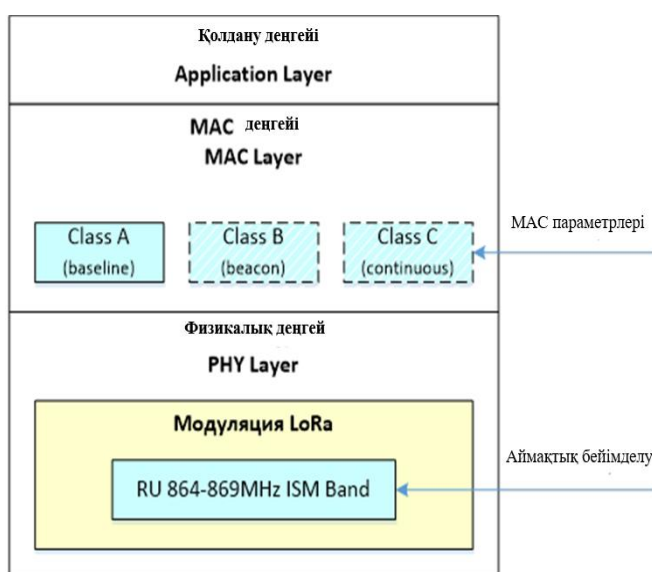 Қолдану деңгейі
Application Layer
MAC деңгейі
MAC Layer
Class A
(baseline)
Class B
(beacon)
Class C
(continuous)
МАС параметрлері
Физикалық деңгей
PHY Layer
Модуляция LoRa
RU 864-869MHz ISM Band
Аймақтық бейімделу